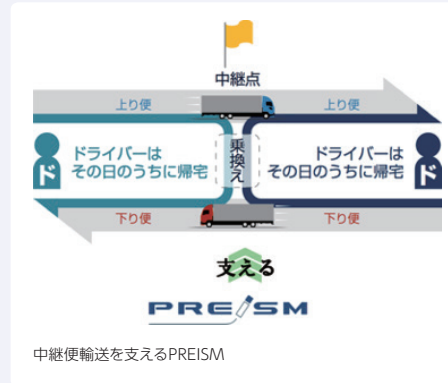 中継点
上り便
上り便
ドライバーは
その日のうちに帰宅
乗換え
ドライバーは
その日のうちに帰宅
ド
ド
下り便
下り便
支える
PREISM
中継便輸送を支えるPREISM